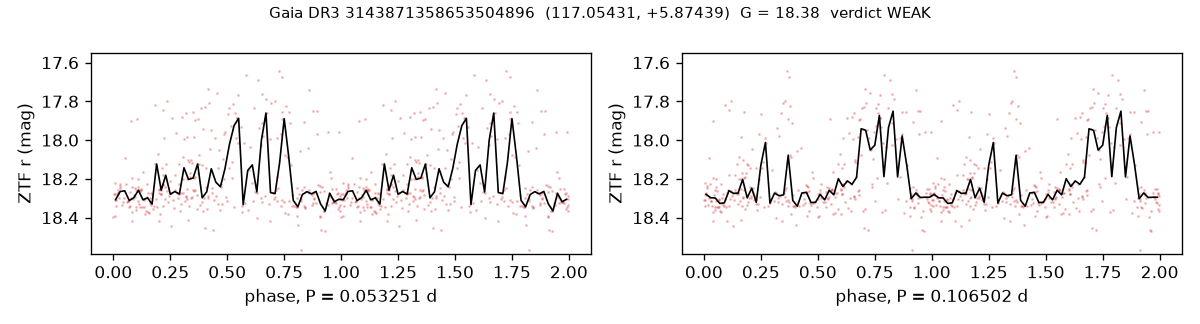 Gaia DR3 3143871358653504896 (117.05431, +5.87439) G = 18.38 verdict WEAK
ZTF r (mag)
17.6
17.8
18.0
18.2
18.4
0.00 0.25 0.50 0.75 1.00 1.25 1.50 1.75 2.00
phase, P = 0.053251 d
ZTF r (mag)
17.6
17.8
18.0
18.2
18.4
0.00 0.25 0.50 0.75 1.00 1.25 1.50 1.75 2.00
phase, P = 0.106502 d